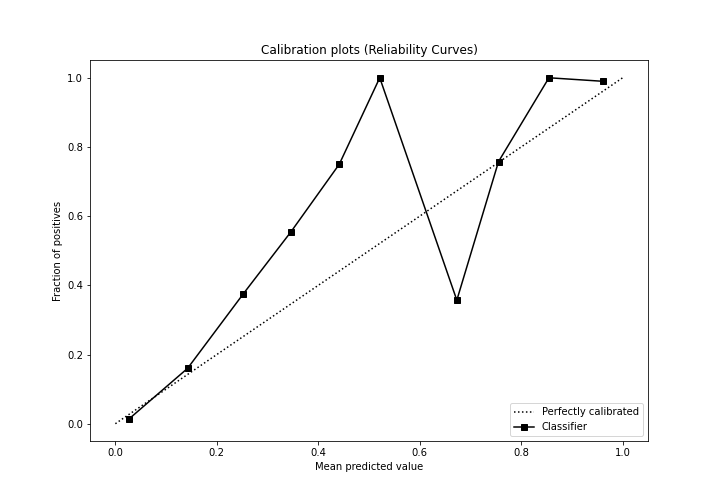 Calibration plots (Reliability Curves)
1.0
0.8
0.6
0.4
0.2
0.0
Fraction of positives
Perfectly calibrated
Classifier
0.0 0.2 0.4 0.6 0.8 1.0
Mean predicted value